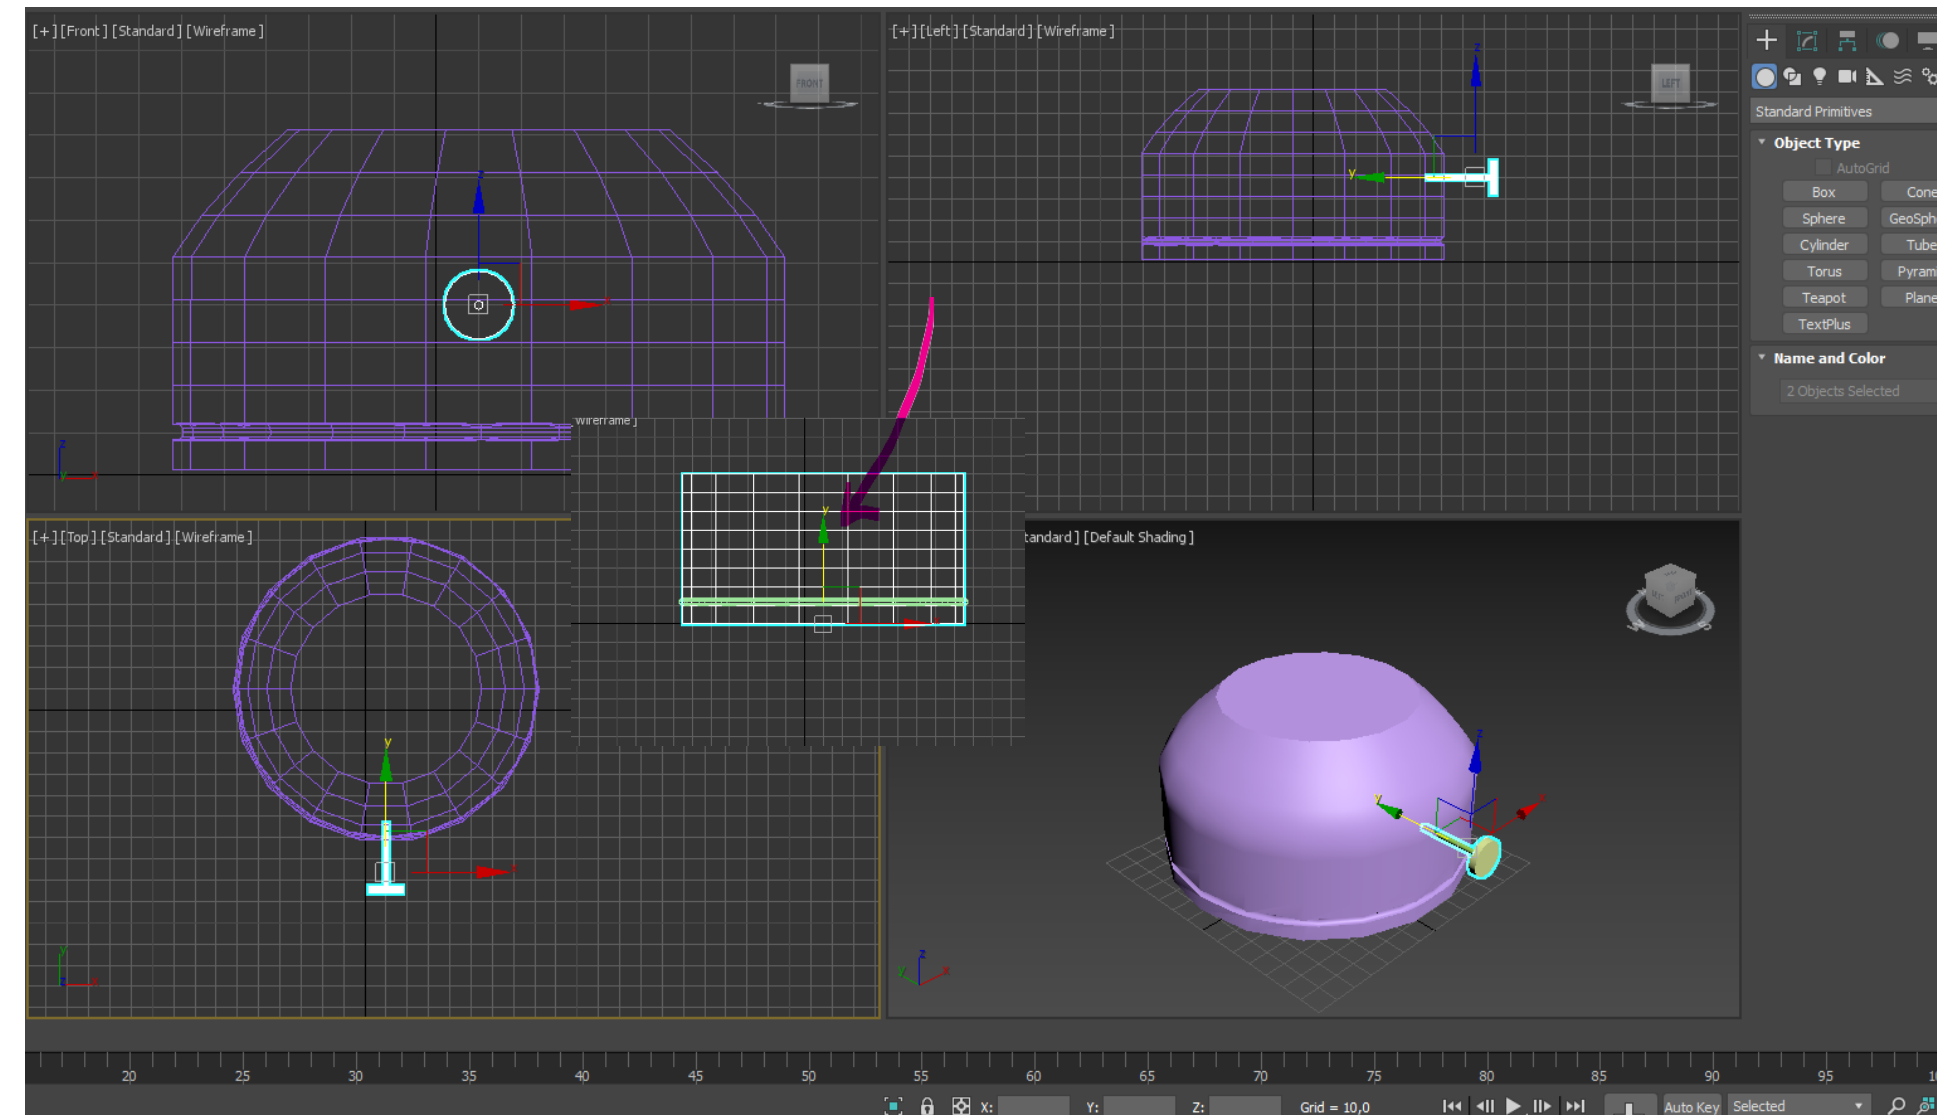 [+] [Front] [Standard] [Wireframe]
FRONT
z
x
z
y
[+] [Left] [Standard] [Wireframe]
LEFT
z
y
Standard Primitives
Object Type
AutoGrid
Box
Cone
Sphere
GeoSph
Cylinder
Tube
Torus
Pyrami
Teapot
Plane
TextPlus
Name and Color
2 Objects Selected
Wireframe ]
y
[+] [Top] [Standard] [Wireframe]
y
x
y
z
tandard ] [Default Shading ]
z
y
x
z
y
x
20 25 30 35 40 45 50 55 60 65 70 75 80 85 90 95
X: Y: Z: Grid = 10,0 Auto Key Selected